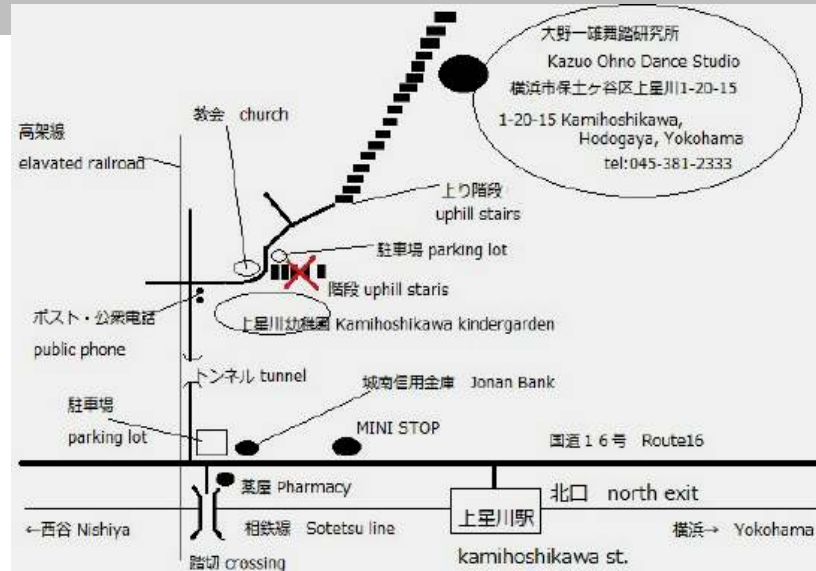 大野一雄舞踏研究所
Kazuo Ohno Dance Studio
横浜市保土ヶ谷区上星川1-20-15
1-20-15 Kamihoshikawa,
Hodogaya, Yokohama
tel:045-381-2333
教会 church
高架線
elavated railroad
上り階段
uphill stairs
駐車場 parking lot
階段 uphill staris
ポスト・公衆電話
public phone
上星川幼稚園 Kamihoshikawa kindergarden
トンネル tunnel
城南信用金庫 Jonan Bank
駐車場
parking lot
MINI STOP
国道16号 Route16
薬屋 Pharmacy
北口 north exit
上星川駅
←西谷 Nishiya
相鉄線 Sotetsu line
横浜→ Yokohama
踏切 crossing
kamihoshikawa st.